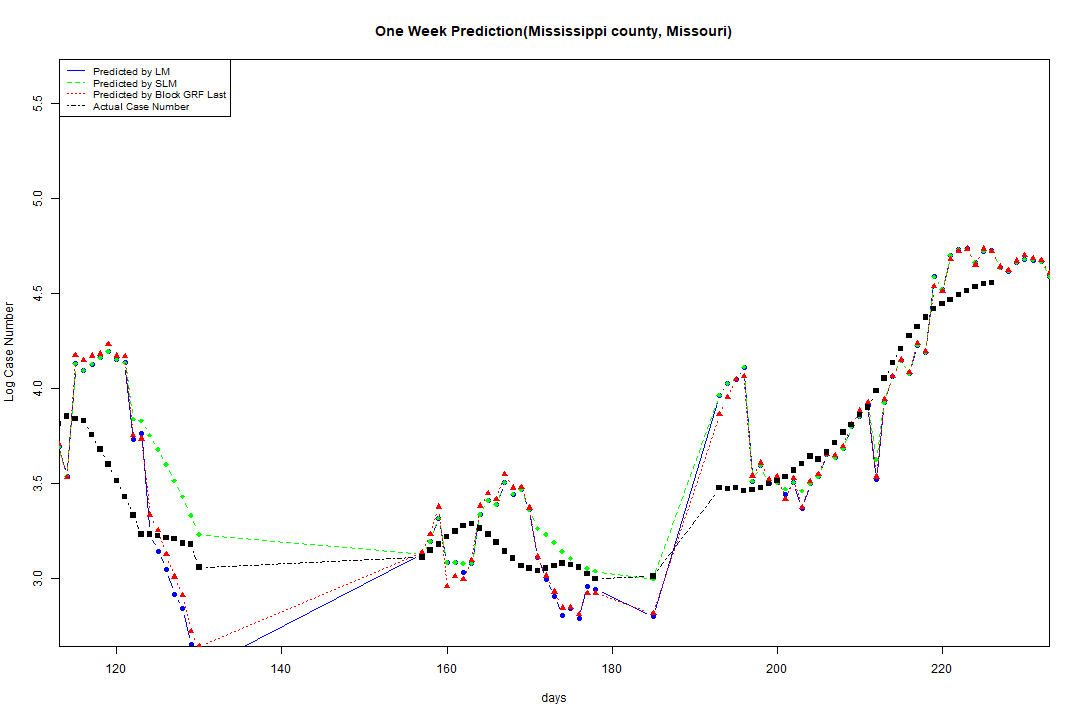 One Week Prediction(Mississippi county, Missouri)
Predicted by LM
Predicted by SLM
Predicted by Block GRF Last
Actual Case Number
5.5
5.0
4.5
4.0
3.5
3.0
Log Case Number
120 140 160 180 200 220
days